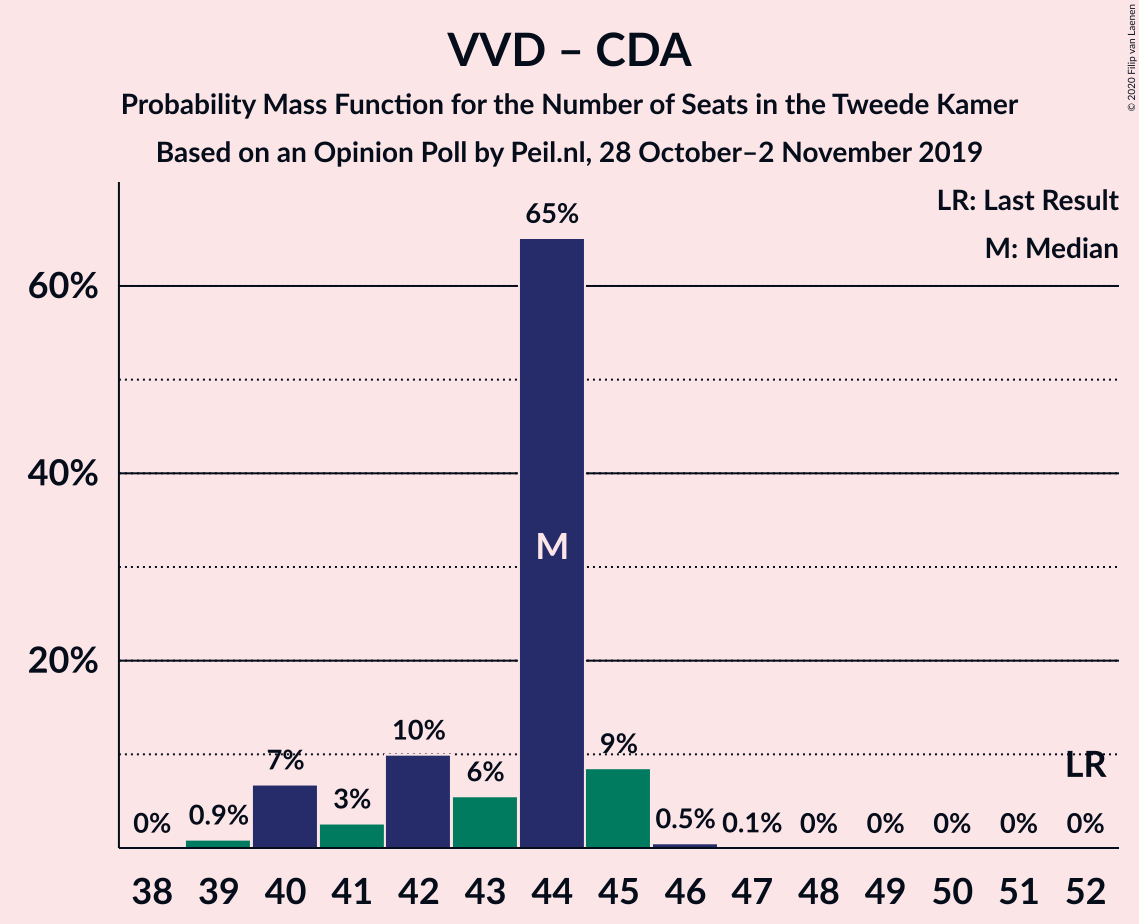 VVD – CDA
Probability Mass Function for the Number of Seats in the Tweede Kamer
Based on an Opinion Poll by Peil.nl, 28 October–2 November 2019
© 2020 Filip van Laenen
LR: Last Result
M: Median
60%
40%
20%
0% 0.9% 7% 3% 10% 6% 65% 9% 0.5% 0.1% 0% 0% 0% 0% 0%
M
LR
38 39 40 41 42 43 44 45 46 47 48 49 50 51 52